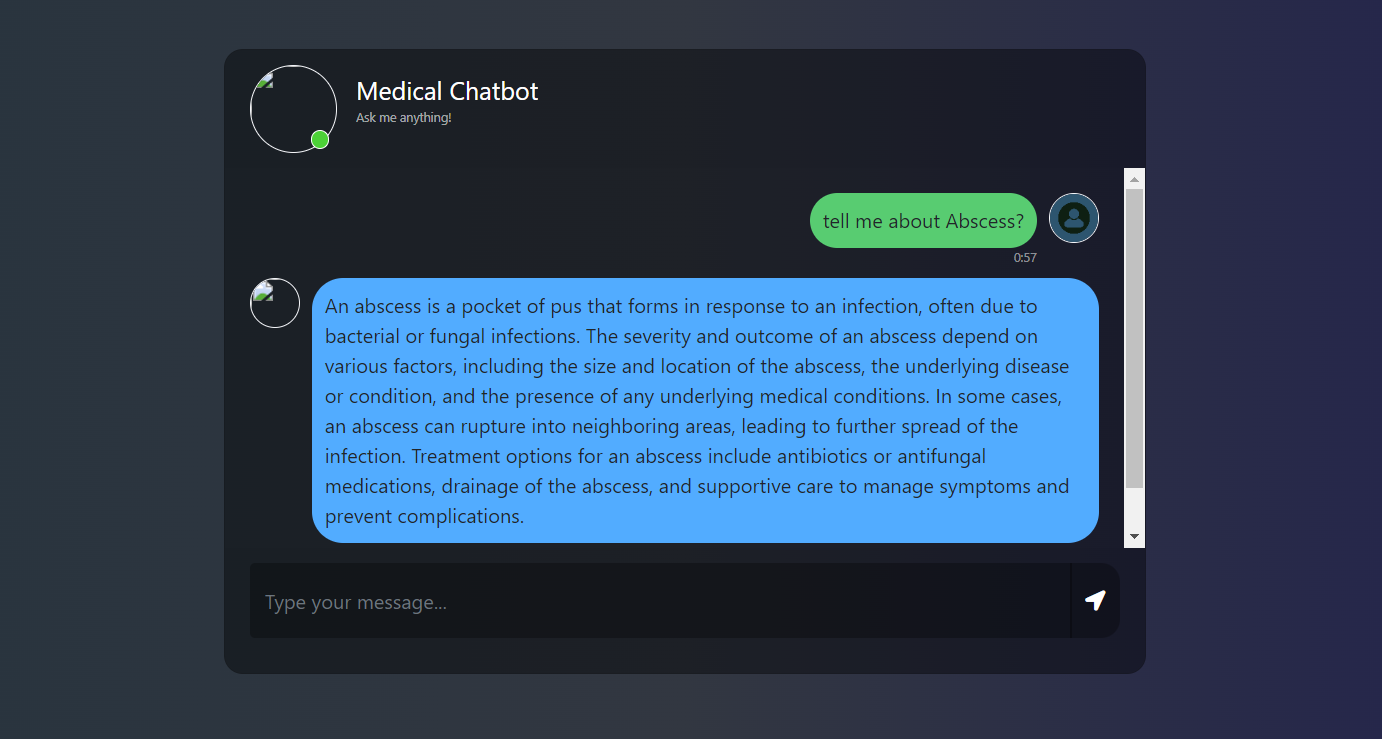 Medical Chatbot
Ask me anything!
tell me about Abscess?
0:57
An abscess is a pocket of pus that forms in response to an infection, often due to
bacterial or fungal infections. The severity and outcome of an abscess depend on
various factors, including the size and location of the abscess, the underlying disease
or condition, and the presence of any underlying medical conditions. In some cases,
an abscess can rupture into neighboring areas, leading to further spread of the
infection. Treatment options for an abscess include antibiotics or antifungal
medications, drainage of the abscess, and supportive care to manage symptoms and
prevent complications.
Type your message...